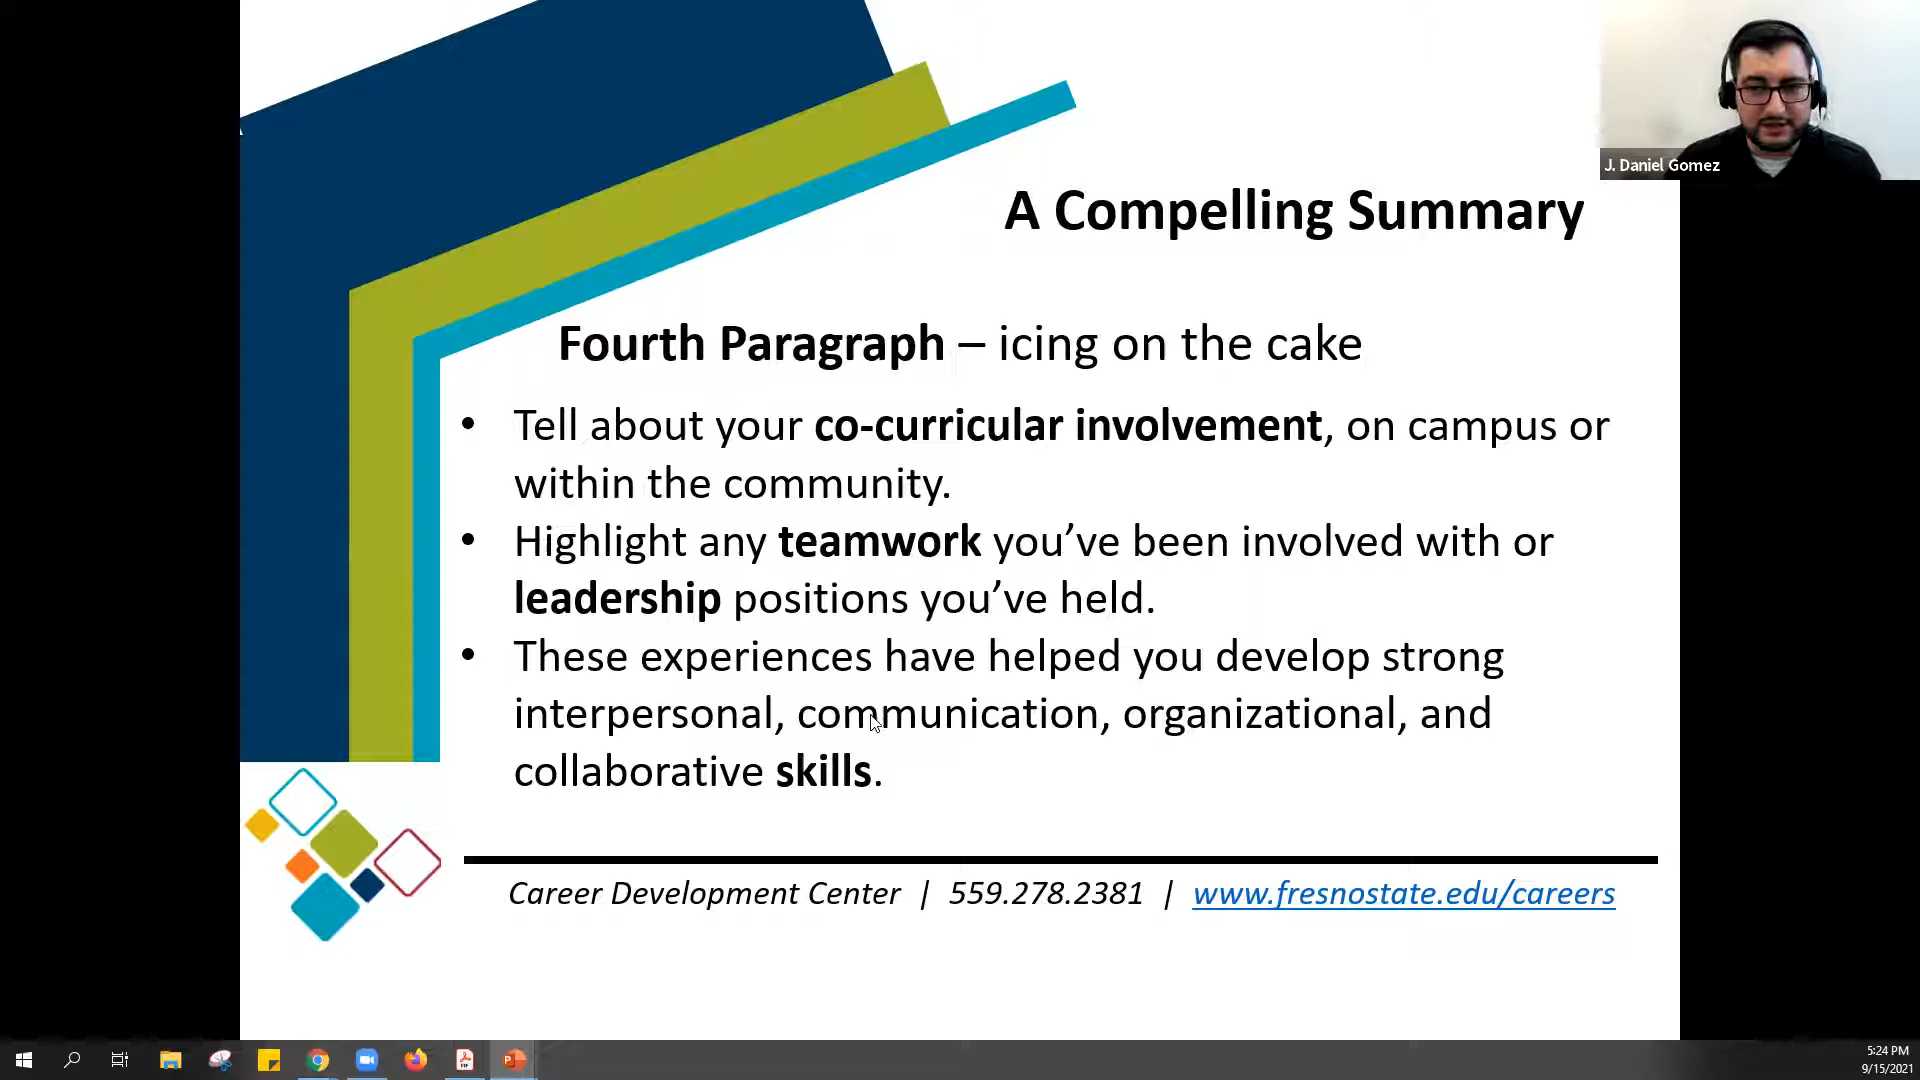 J. Daniel Gomez
A Compelling Summary
Fourth Paragraph – icing on the cake
• Tell about your co-curricular involvement, on campus or
within the community.
• Highlight any teamwork you’ve been involved with or
leadership positions you’ve held.
• These experiences have helped you develop strong
interpersonal, communication, organizational, and
collaborative skills.
Career Development Center | 559.278.2381 | www.fresnostate.edu/careers
5:24 PM
9/15/2021